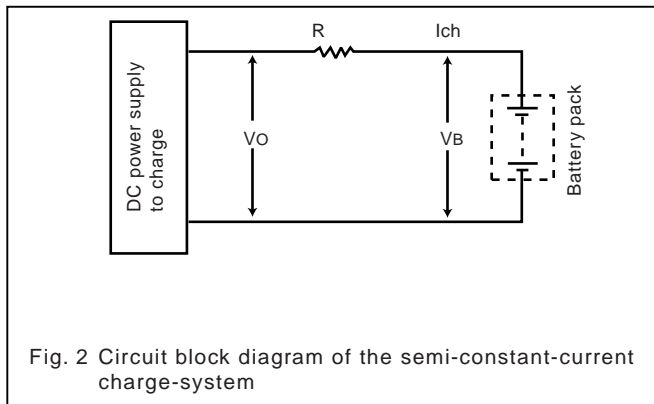 R
Ich
DC power supply
to charge
VO
VB
Battery pack
Fig. 2 Circuit block diagram of the semi-constant-current
charge-system